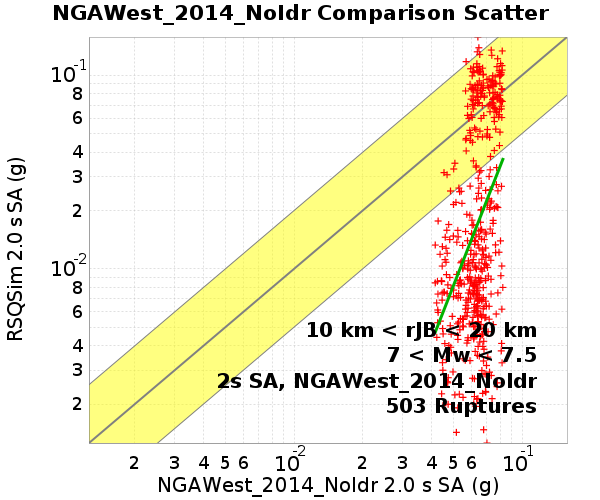 NGAWest_2014_NoIdr Comparison Scatter
10-1
8
6
4
3
2
10-2
8
6
4
3
2
RSQSim 2.0 s SA (g)
10 km < rJB < 20 km
7 < Mw < 7.5
2s SA, NGAWest_2014_NoIdr
503 Ruptures
2 3 4 5 6 10-2 2 3 4 5 6 10-1
NGAWest_2014_NoIdr 2.0 s SA (g)